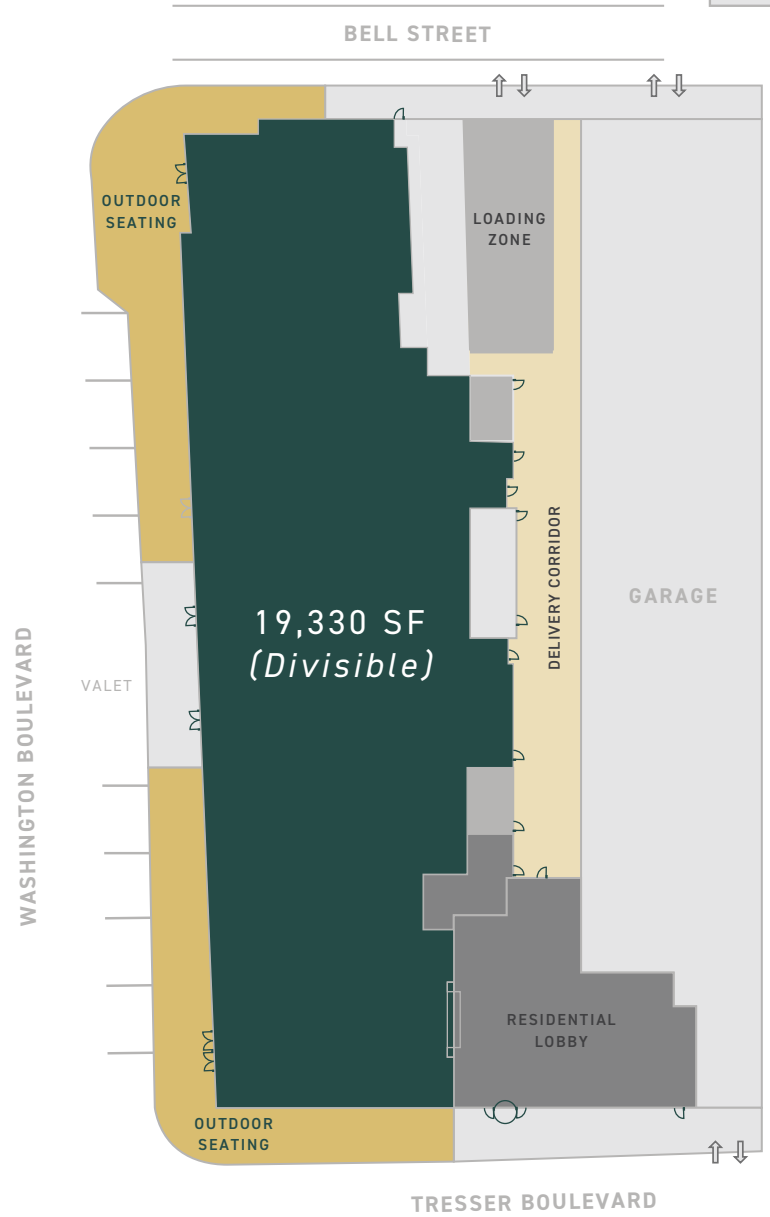 BELL STREET
OUTDOOR
SEATING
LOADING
ZONE
DELIVERY CORRIDOR
GARAGE
19,330 SF
(Divisible)
VALET
WASHINGTON BOULEVARD
RESIDENTIAL
LOBBY
OUTDOOR
SEATING
TRESSER BOULEVARD